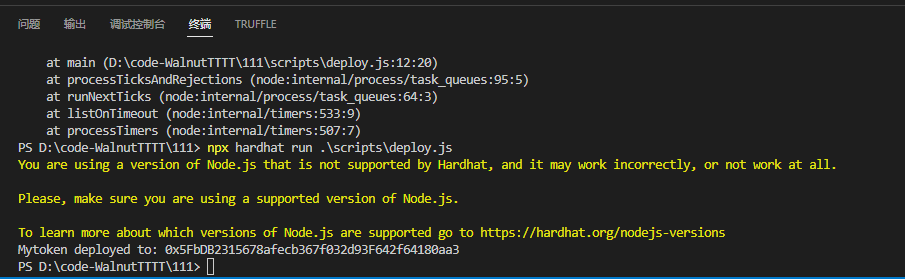 问题 输出 调试控制台 终端 TRUFFLE
at main (D:\code-WalnutTTTT\111\scripts\deploy.js:12:20)
at processTicksAndRejections (node:internal/process/task_queues:95:5)
at runNextTicks (node:internal/process/task_queues:64:3)
at listOnTimeout (node:internal/timers:533:9)
at processTimers (node:internal/timers:507:7)
PS D:\code-WalnutTTTT\111> npx hardhat run .\scripts\deploy.js
You are using a version of Node.js that is not supported by Hardhat, and it may work incorrectly, or not work at all.
Please, make sure you are using a supported version of Node.js.
To learn more about which versions of Node.js are supported go to https://hardhat.org/nodejs-versions
Mytoken deployed to: 0x5FbDB2315678afecb367f032d93F642f64180aa3
PS D:\code-WalnutTTTT\111>